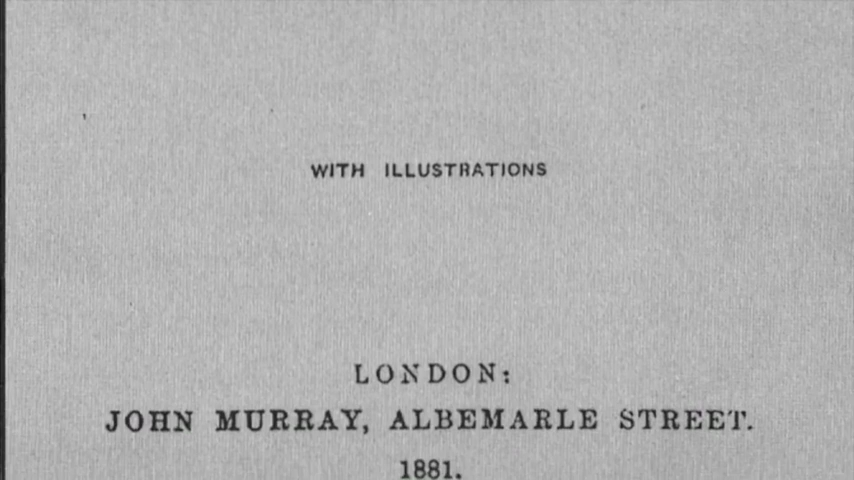 WITH ILLUSTRATIONS
LONDON:
JOHN MURRAY, ALBEMARLE STREET.
1881.